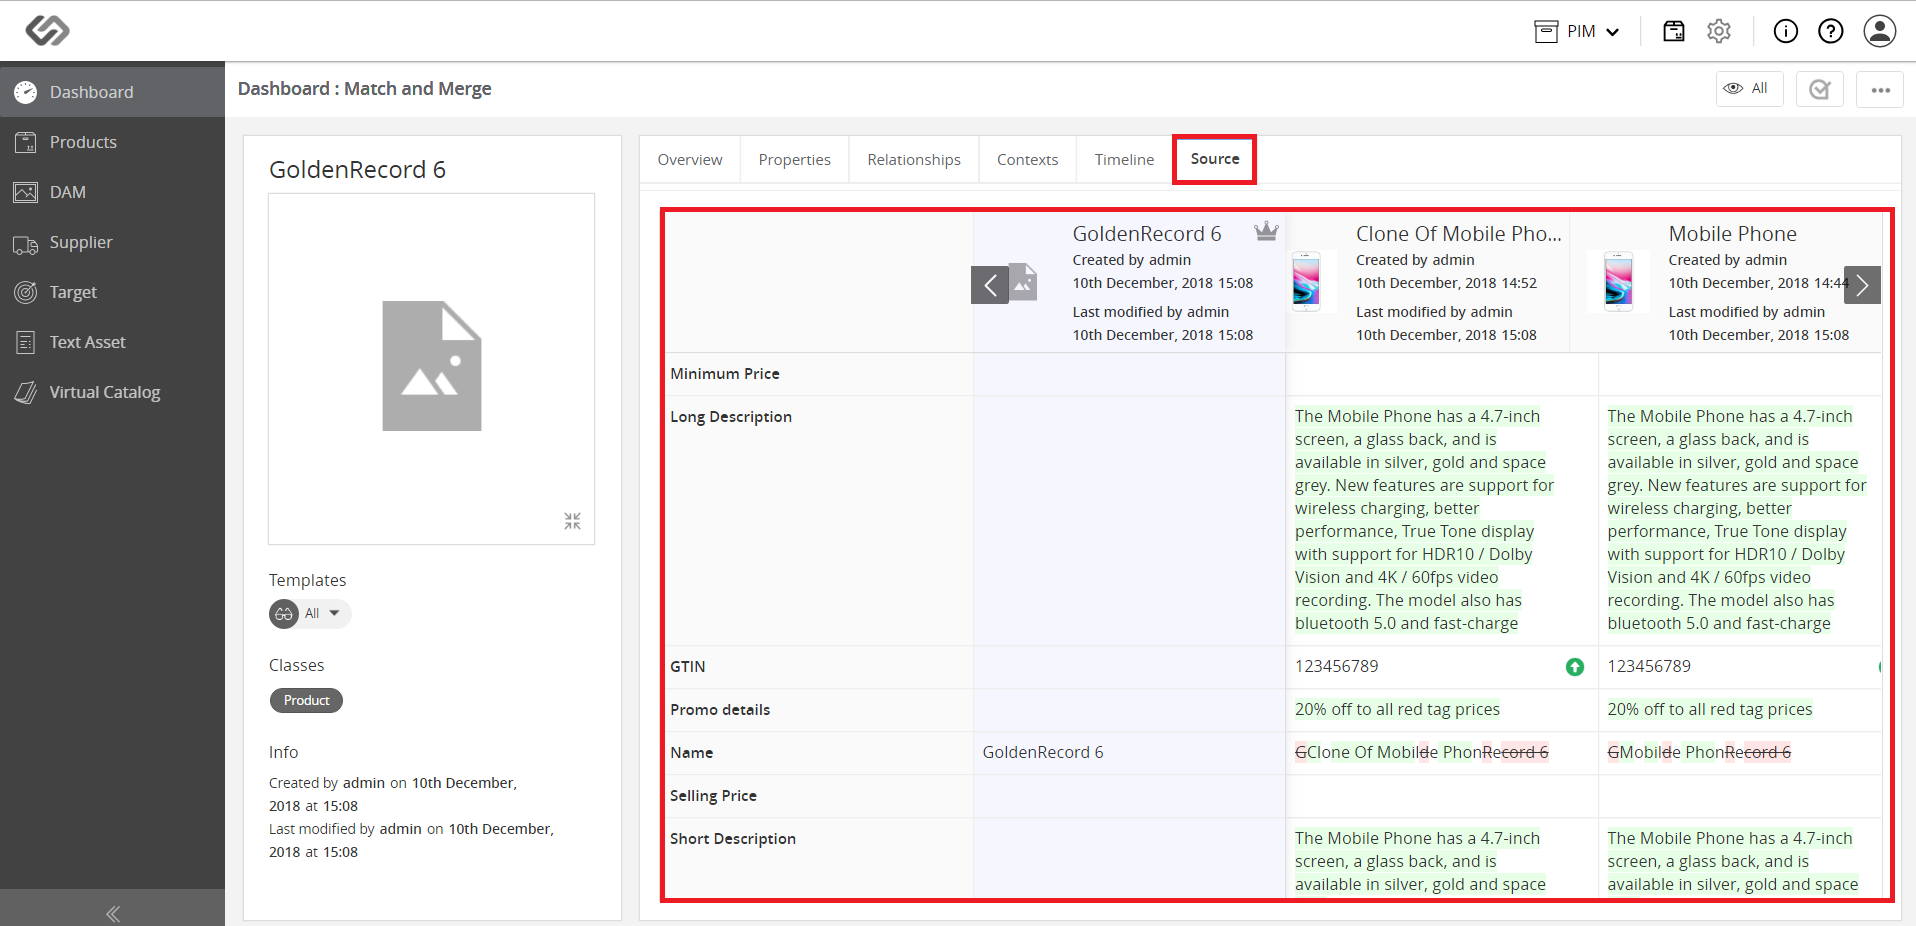 PIM
Dashboard
Products
DAM
Supplier
Target
Text Asset
Virtual Catalog
Dashboard : Match and Merge
All
GoldenRecord 6
Templates
All
Classes
Product
Info
Created by admin on 10th December,
2018 at 15:08
Last modified by admin on 10th December,
2018 at 15:08
Overview
Properties
Relationships
Contexts
Timeline
Source
GoldenRecord 6
Created by admin
10th December, 2018 15:08
Last modified by admin
10th December, 2018 15:08
Clone Of Mobile Pho...
Created by admin
10th December, 2018 14:52
Last modified by admin
10th December, 2018 15:08
Mobile Phone
Created by admin
10th December, 2018 14:44
Last modified by admin
10th December, 2018 15:08
Minimum Price
Long Description
The Mobile Phone has a 4.7-inch
screen, a glass back, and is
available in silver, gold and space
grey. New features are support for
wireless charging, better
performance, True Tone display
with support for HDR10 / Dolby
Vision and 4K / 60fps video
recording. The model also has
bluetooth 5.0 and fast-charge
The Mobile Phone has a 4.7-inch
screen, a glass back, and is
available in silver, gold and space
grey. New features are support for
wireless charging, better
performance, True Tone display
with support for HDR10 / Dolby
Vision and 4K / 60fps video
recording. The model also has
bluetooth 5.0 and fast-charge
GTIN
123456789
123456789
Promo details
20% off to all red tag prices
20% off to all red tag prices
Name
GoldenRecord 6
GClone Of Mobilde PhonRecord 6
GMobilde PhonRecord 6
Selling Price
Short Description
The Mobile Phone has a 4.7-inch
screen, a glass back, and is
available in silver, gold and space
The Mobile Phone has a 4.7-inch
screen, a glass back, and is
available in silver, gold and space